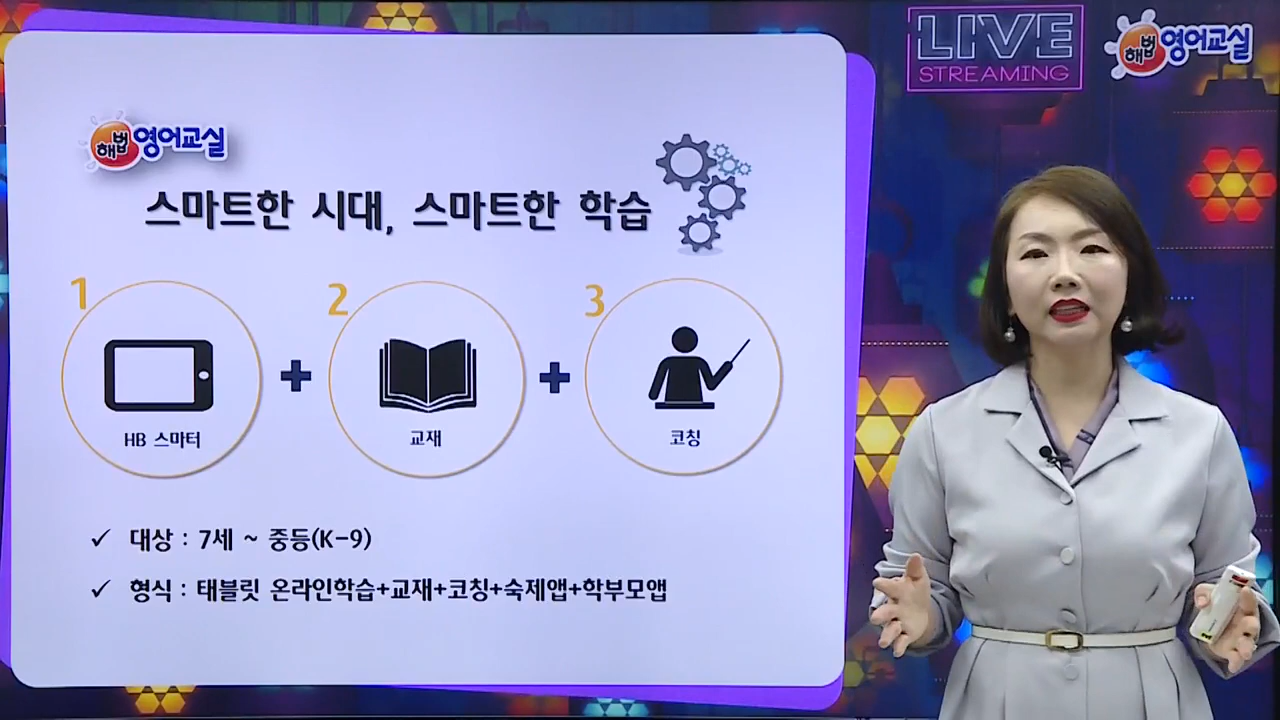 LIVE
STREAMING
해법영어교실
해법영어교실
스마트한 시대, 스마트한 학습
1
2
3
HB 스마터
교재
코칭
✓ 대상 : 7세 ~ 중등(K-9)
✓ 형식 : 태블릿 온라인학습+교재+코칭+숙제앱+학부모앱